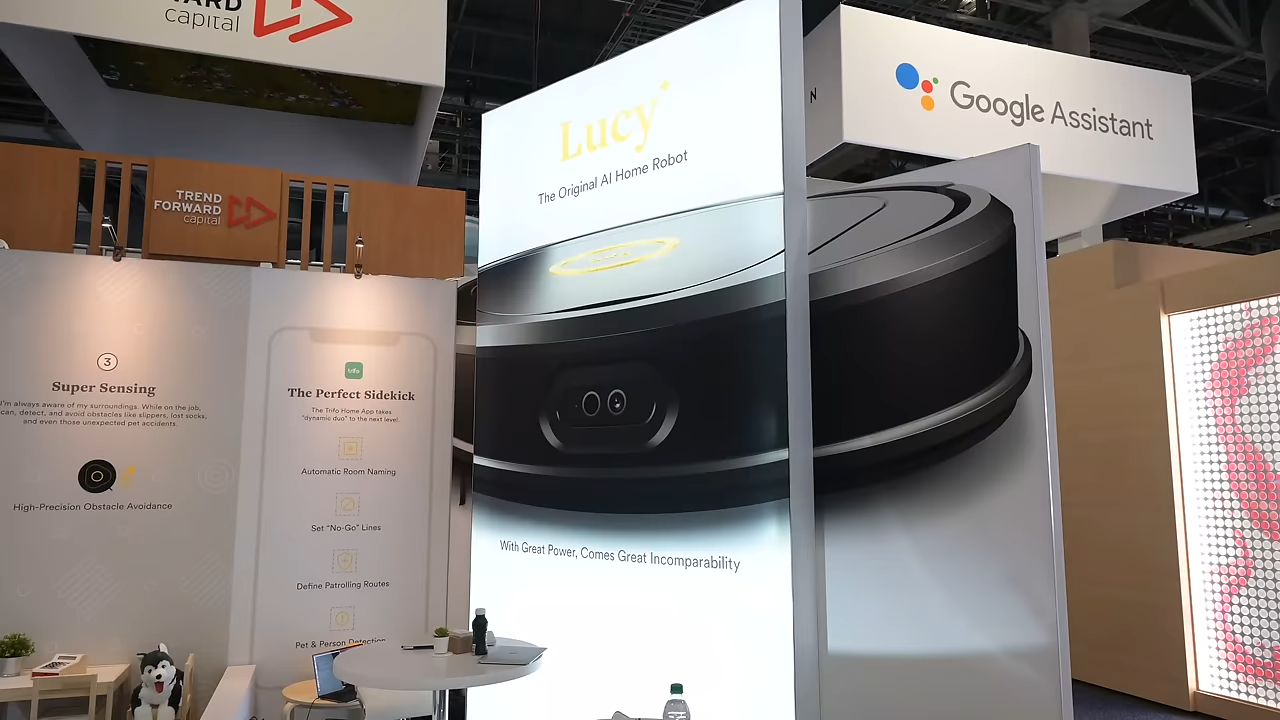 WARD
capital
TREND
FORWARD
capital
3
Super Sensing
I'm always aware of my surroundings. While on the job,
can, detect, and avoid obstacles like slippers, lost socks,
and even those unexpected pet accidents.
High-Precision Obstacle Avoidance
trifo
The Perfect Sidekick
The Trifo Home App takes
"dynamic duo" to the next level.
Automatic Room Naming
Set "No-Go" Lines
Define Patrolling Routes
Pet & Person Detection
Lucy
The Original AI Home Robot
With Great Power, Comes Great Incomparability
N
Google Assistant